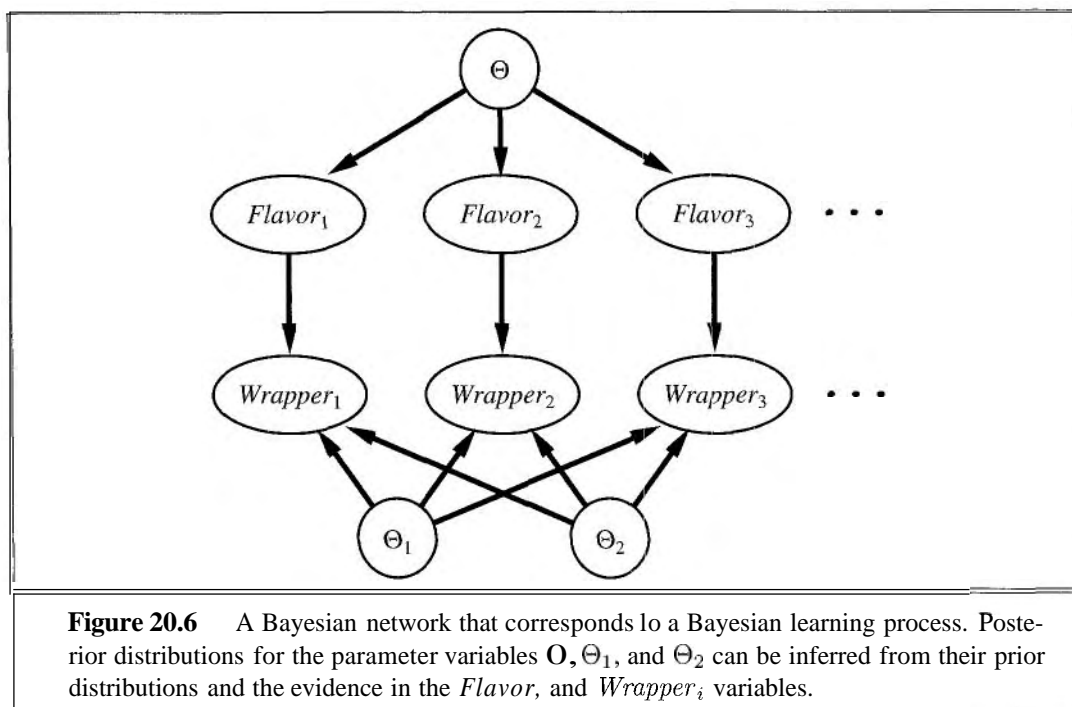 Θ
Flavor₁ Flavor₂ Flavor₃ • • •
Wrapper₁ Wrapper₂ Wrapper₃ • • •
Θ₁ Θ₂
Figure 20.6 A Bayesian network that corresponds lo a Bayesian learning process. Poste-
rior distributions for the parameter variables O, Θ₁, and Θ₂ can be inferred from their prior
distributions and the evidence in the Flavor, and Wrapperᵢ variables.